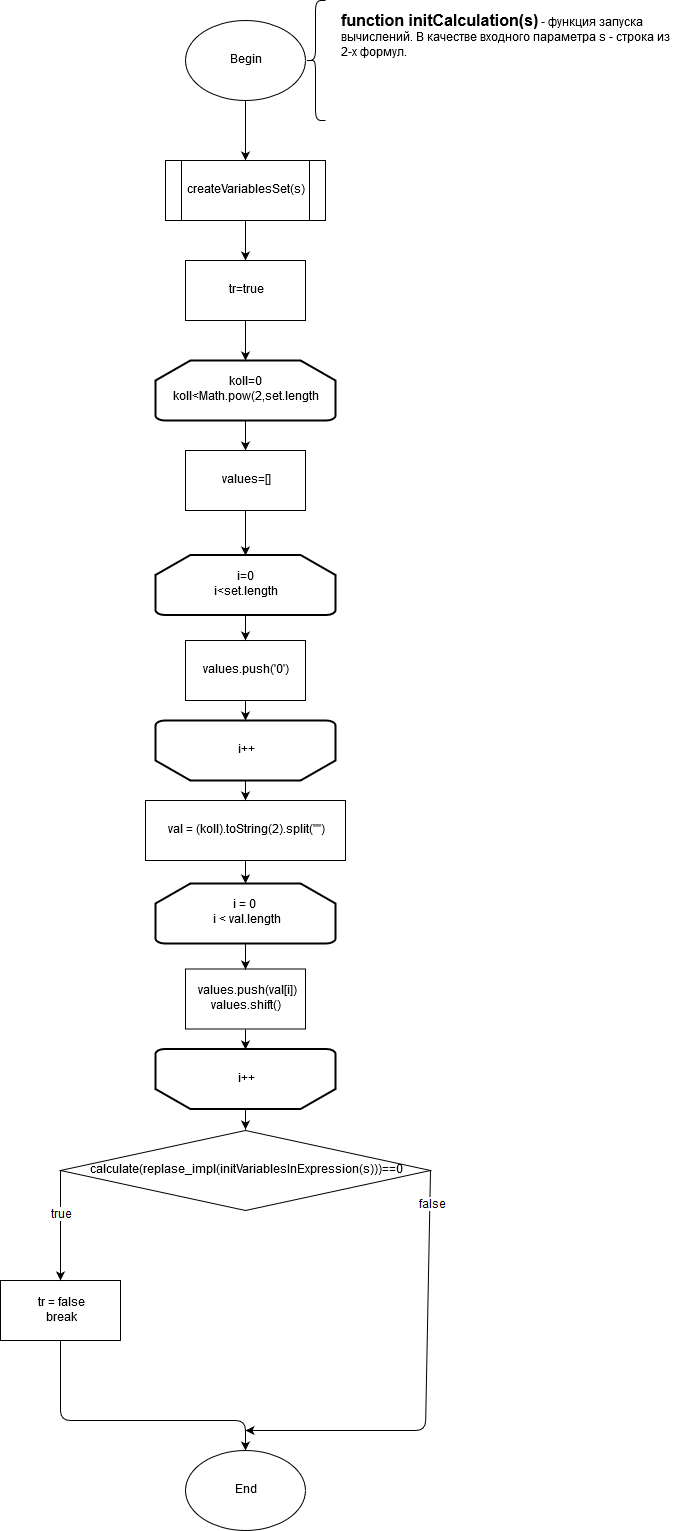 function initCalculation(s) - функция запуска
вычислений. В качестве входного параметра s - строка из
2-х формул.
Begin
createVariablesSet(s)
tr=true
koll=0
koll<Math.pow(2,set.length
values=[]
i=0
i<set.length
values.push('0')
i++
val = (koll).toString(2).split("")
i = 0
i < val.length
values.push(val[i])
values.shift()
i++
calculate(replase_impl(initVariablesInExpression(s)))==0
true
false
tr = false
break
End